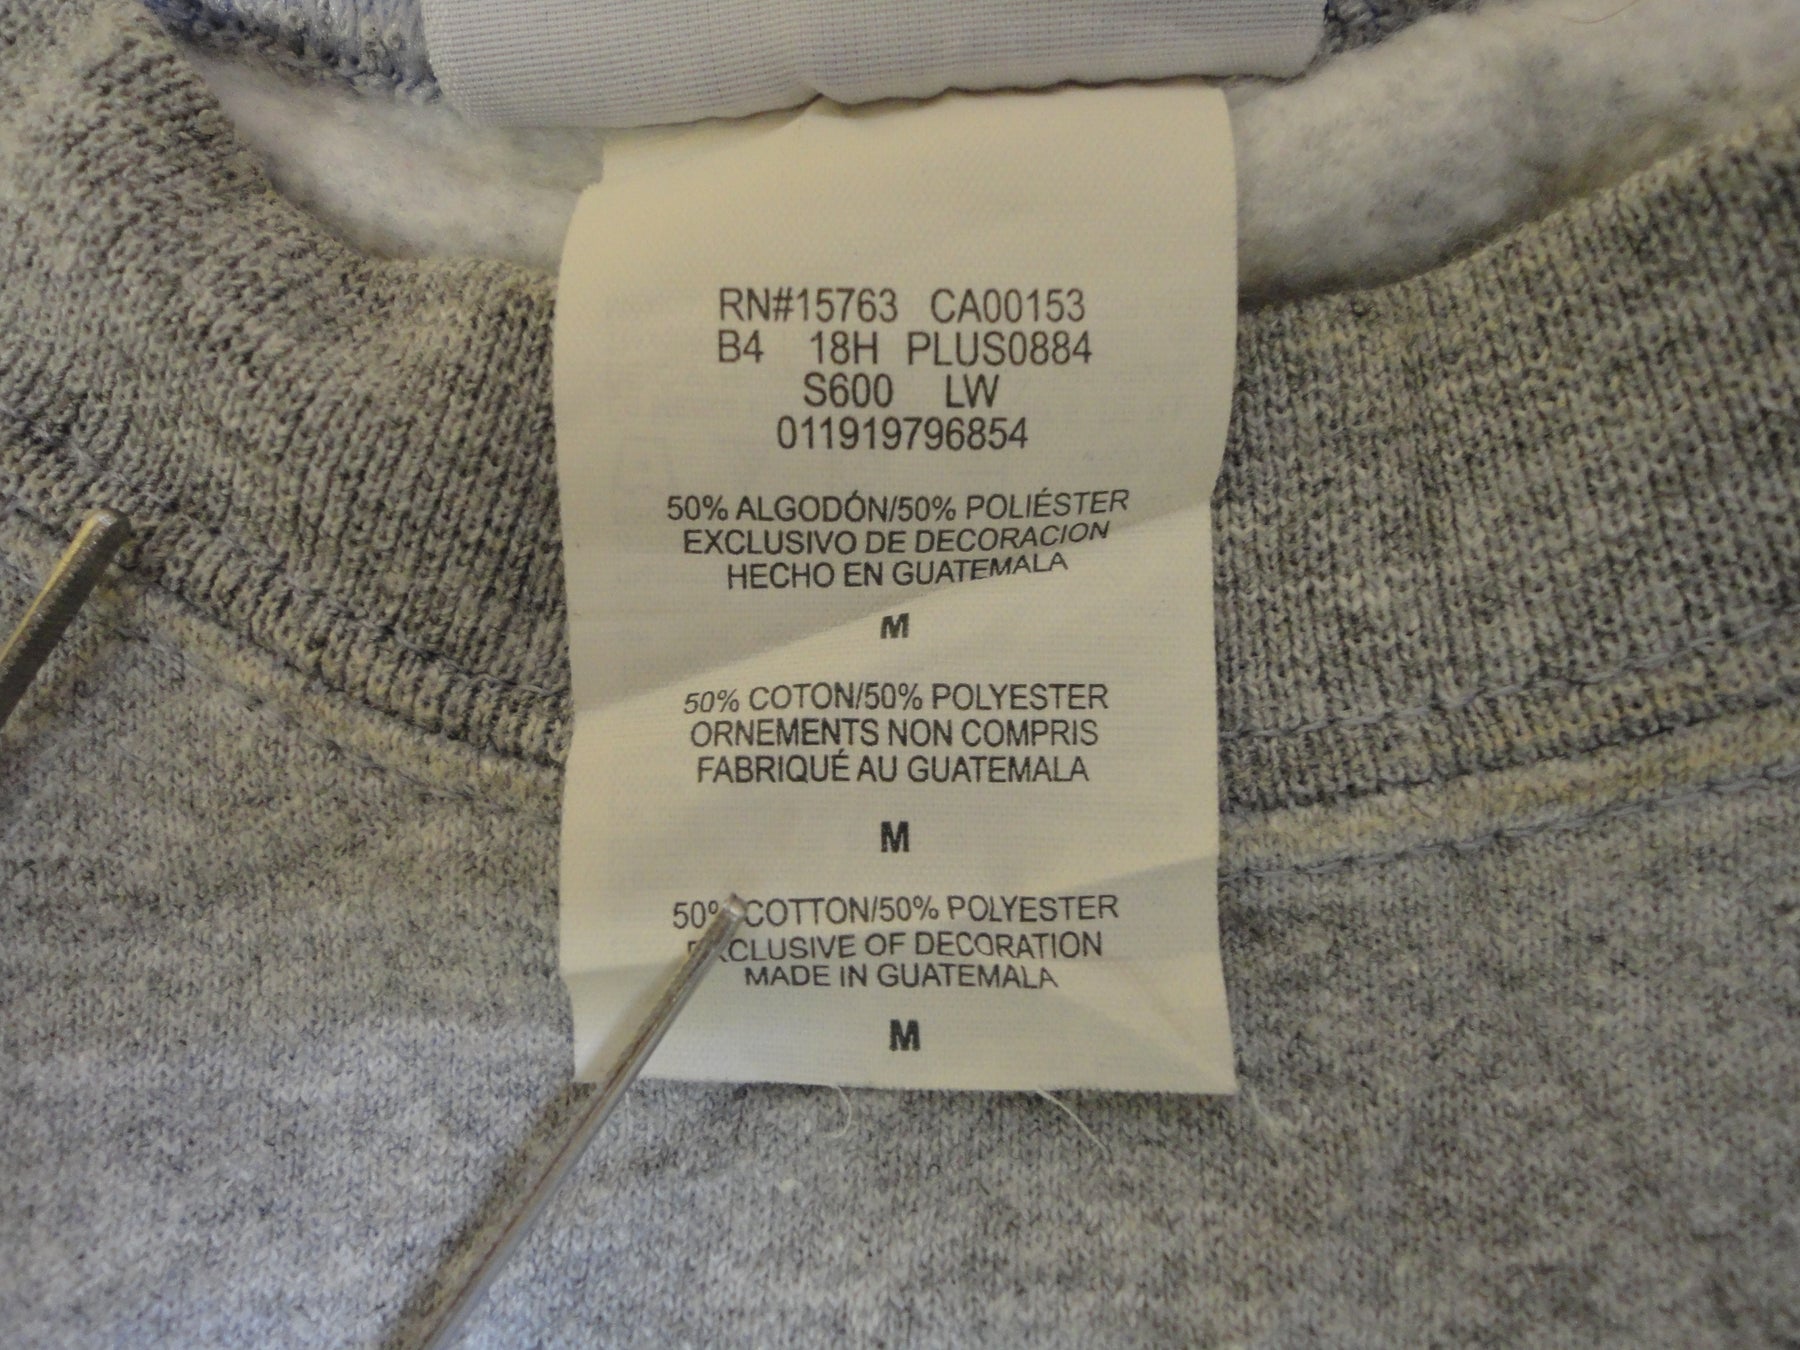 RN#15763 CA00153
B4 18H PLUS0884
S600 LW
011919796854
50% ALGODÓN/50% POLIÉSTER
EXCLUSIVO DE DECORACION
HECHO EN GUATEMALA
M
50% COTON/50% POLYESTER
ORNEMENTS NON COMPRIS
FABRIQUÉ AU GUATEMALA
M
50% COTTON/50% POLYESTER
EXCLUSIVE OF DECORATION
MADE IN GUATEMALA
M